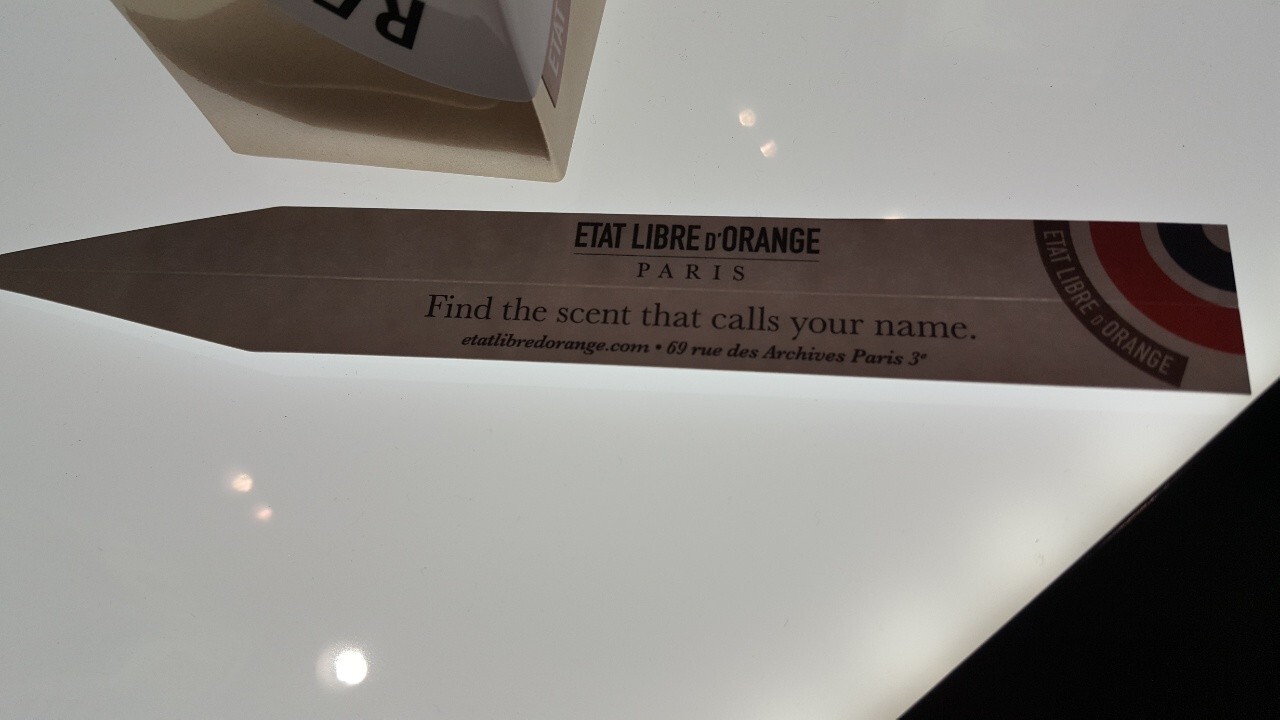 ETAT
ETAT LIBRE D'ORANGE
PARIS
Find the scent that calls your name.
etatlibredorange.com • 69 rue des Archives Paris 3e
ETAT LIBRE D'ORANGE